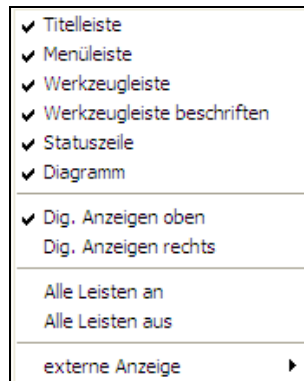 Titelleiste
Menüleiste
Werkzeugleiste
Werkzeugleiste beschriften
Statuszeile
Diagramm
Dig. Anzeigen oben
Dig. Anzeigen rechts
Alle Leisten an
Alle Leisten aus
externe Anzeige